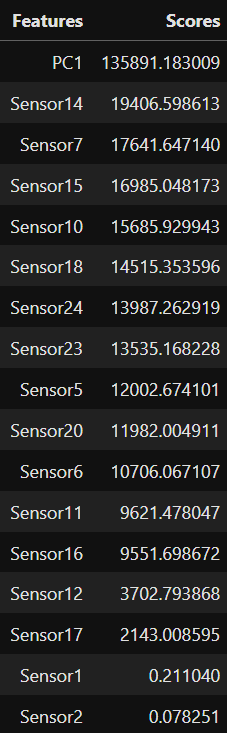 Features Scores
PC1 135891.183009
Sensor14 19406.598613
Sensor7 17641.647140
Sensor15 16985.048173
Sensor10 15685.929943
Sensor18 14515.353596
Sensor24 13987.262919
Sensor23 13535.168228
Sensor5 12002.674101
Sensor20 11982.004911
Sensor6 10706.067107
Sensor11 9621.478047
Sensor16 9551.698672
Sensor12 3702.793868
Sensor17 2143.008595
Sensor1 0.211040
Sensor2 0.078251